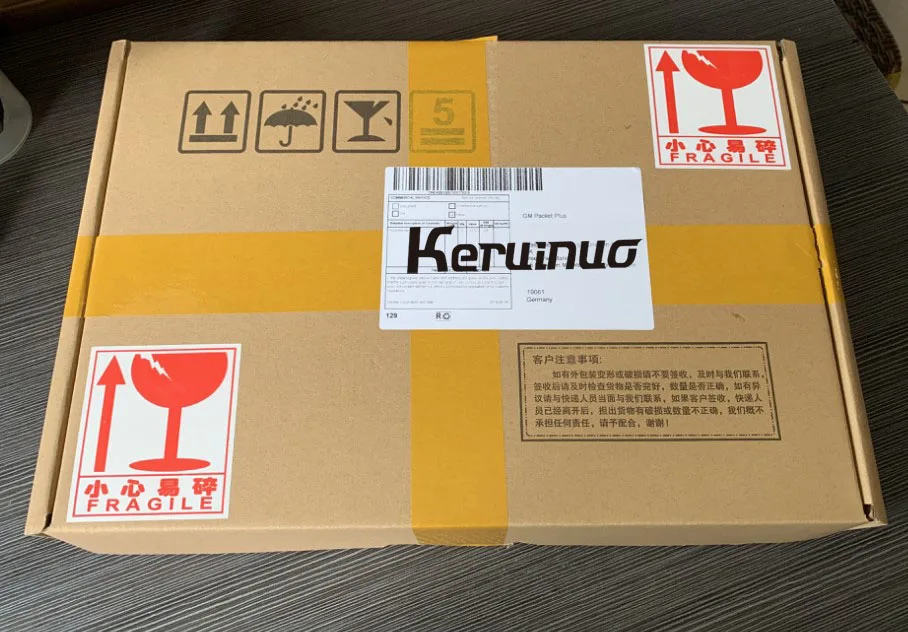 小心易碎
FRAGILE
5
COMMERCIAL INVOICE
GM Packet Plus
Keruinuo
19061
Germany
129
客户注意事项:
如有外包装变形或破损请不要签收,及时与我们联系,
签收后请及时检查货物是否完好,数量是否正确,如有异
议请与快递人员当面与我们联系,如果客户签收,快递人
员已经离开后,担出货物有破损或数量不正确,我们概不
承担任何责任,请予配合,谢谢!
小心易碎
FRAGILE